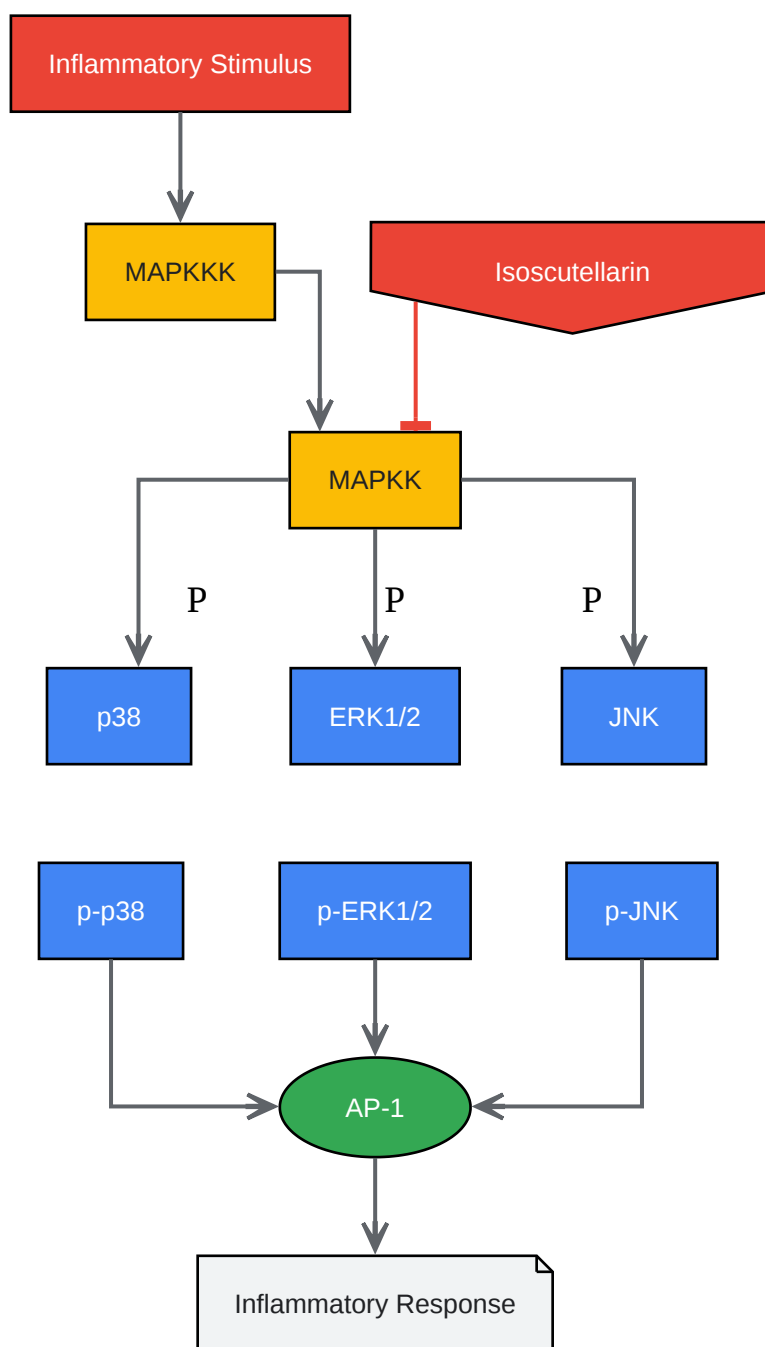 Inflammatory Stimulus
MAPKKK
Isoscutellarin
MAPKK
P
P
P
p38
ERK1/2
JNK
p-p38
p-ERK1/2
p-JNK
AP-1
Inflammatory Response